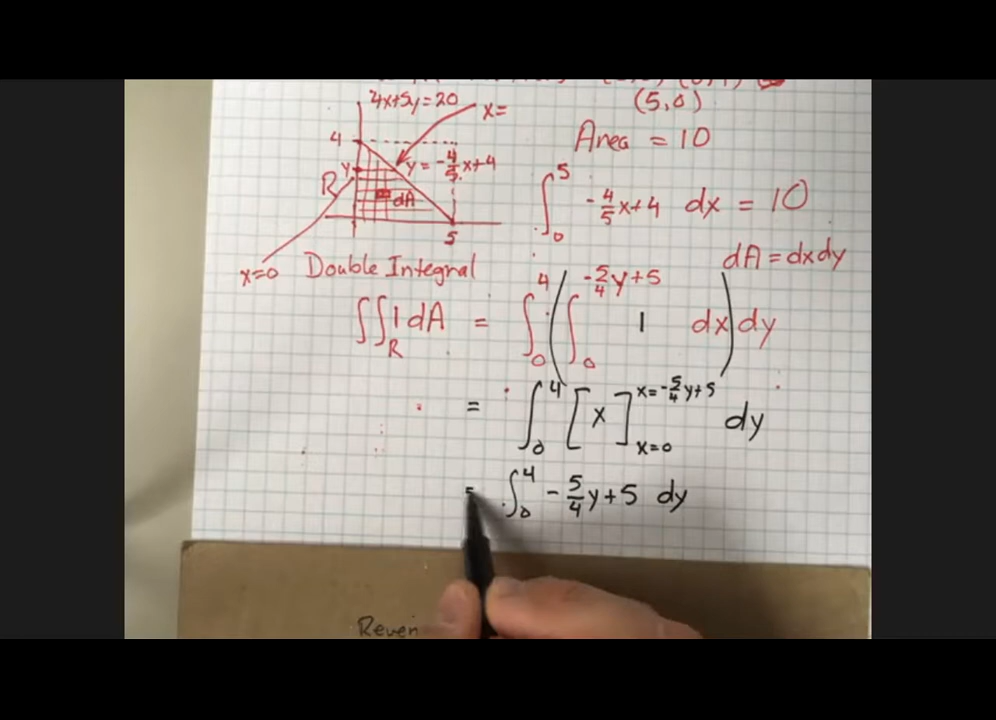 (5,0)
4x+5y=20
x=
Area = 10
4
y
y = -4/5x+4
R
dA
5
∫₀⁵ -4/5x+4 dx = 10
x=0
Double Integral
dA = dxdy
∬_R 1 dA = ∫₀⁴ (∫₀^(-5/4y+5) 1 dx) dy
= ∫₀⁴ [x]_(x=0)^(x=-5/4y+5) dy
∫₀⁴ -5/4y+5 dy
Reven